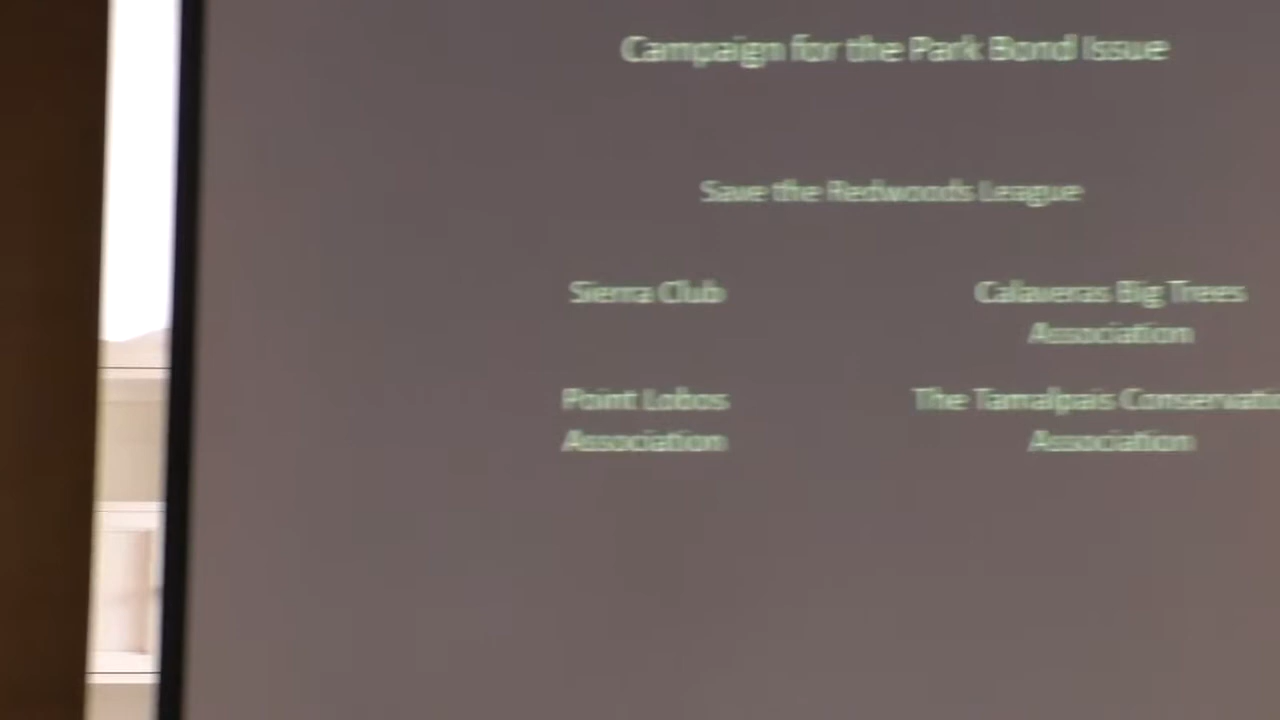 Campaign for the Park Bond Issue
Save the Redwoods League
Sierra Club
Calaveras Big Trees
Association
Point Lobos
Association
The Tamalpais
Association